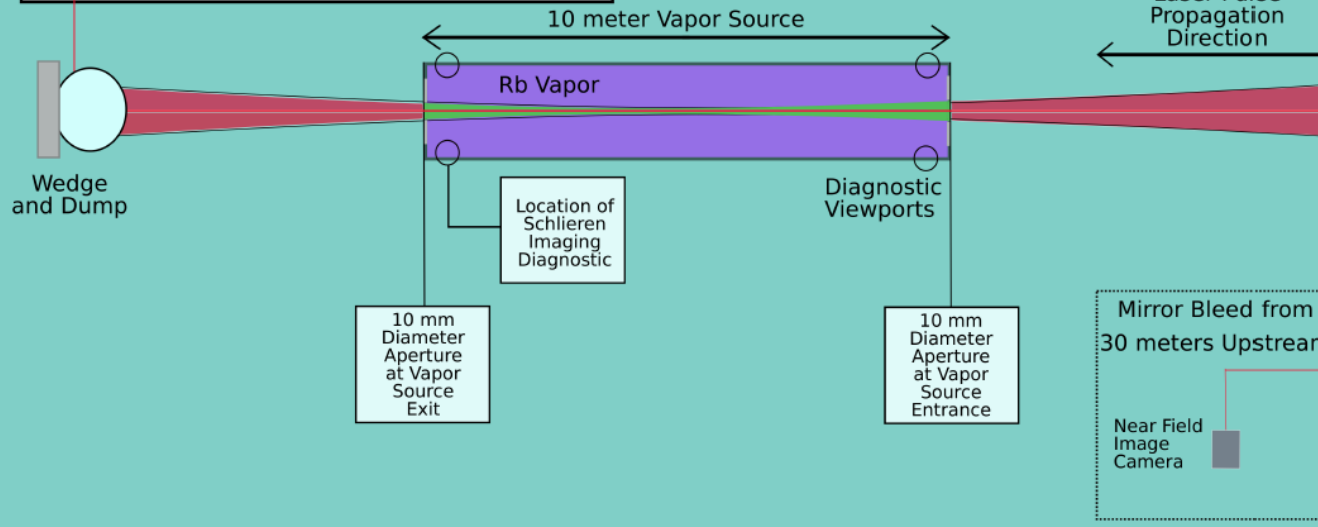 10 meter Vapor Source
Propagation
Direction
Rb Vapor
Wedge
and Dump
Diagnostic
Viewports
Location of
Schlieren
Imaging
Diagnostic
10 mm
Diameter
Aperture
at Vapor
Source
Exit
10 mm
Diameter
Aperture
at Vapor
Source
Entrance
Mirror Bleed from
30 meters
Near Field
Image
Camera